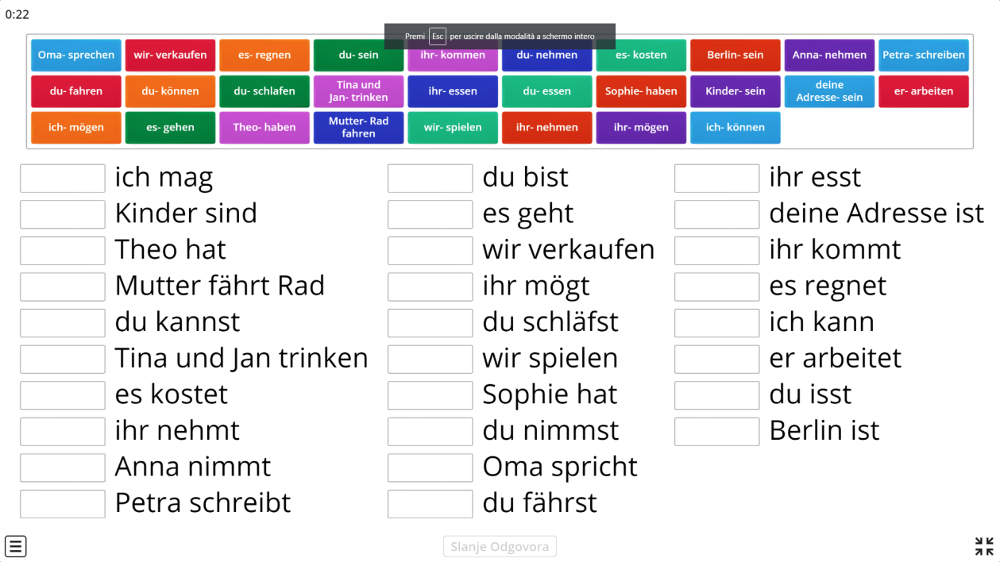 0:22
Premi Esc per uscire dalla modalità a schermo intero
Oma- sprechen
wir- verkaufen
es- regnen
du- sein
ihr- kommen
du- nehmen
es- kosten
Berlin- sein
Anna- nehmen
Petra- schreiben
du- fahren
du- können
du- schlafen
Tina und
Jan- trinken
ihr- essen
du- essen
Sophie- haben
Kinder- sein
deine
Adresse- sein
er- arbeiten
ich- mögen
es- gehen
Theo- haben
Mutter- Rad
fahren
wir- spielen
ihr- nehmen
ihr- mögen
ich- können
ich mag
Kinder sind
Theo hat
Mutter fährt Rad
du kannst
Tina und Jan trinken
es kostet
ihr nehmt
Anna nimmt
Petra schreibt
du bist
es geht
wir verkaufen
ihr mögt
du schläfst
wir spielen
Sophie hat
du nimmst
Oma spricht
du fährst
ihr esst
deine Adresse ist
ihr kommt
es regnet
ich kann
er arbeitet
du isst
Berlin ist
Slanje Odgovora